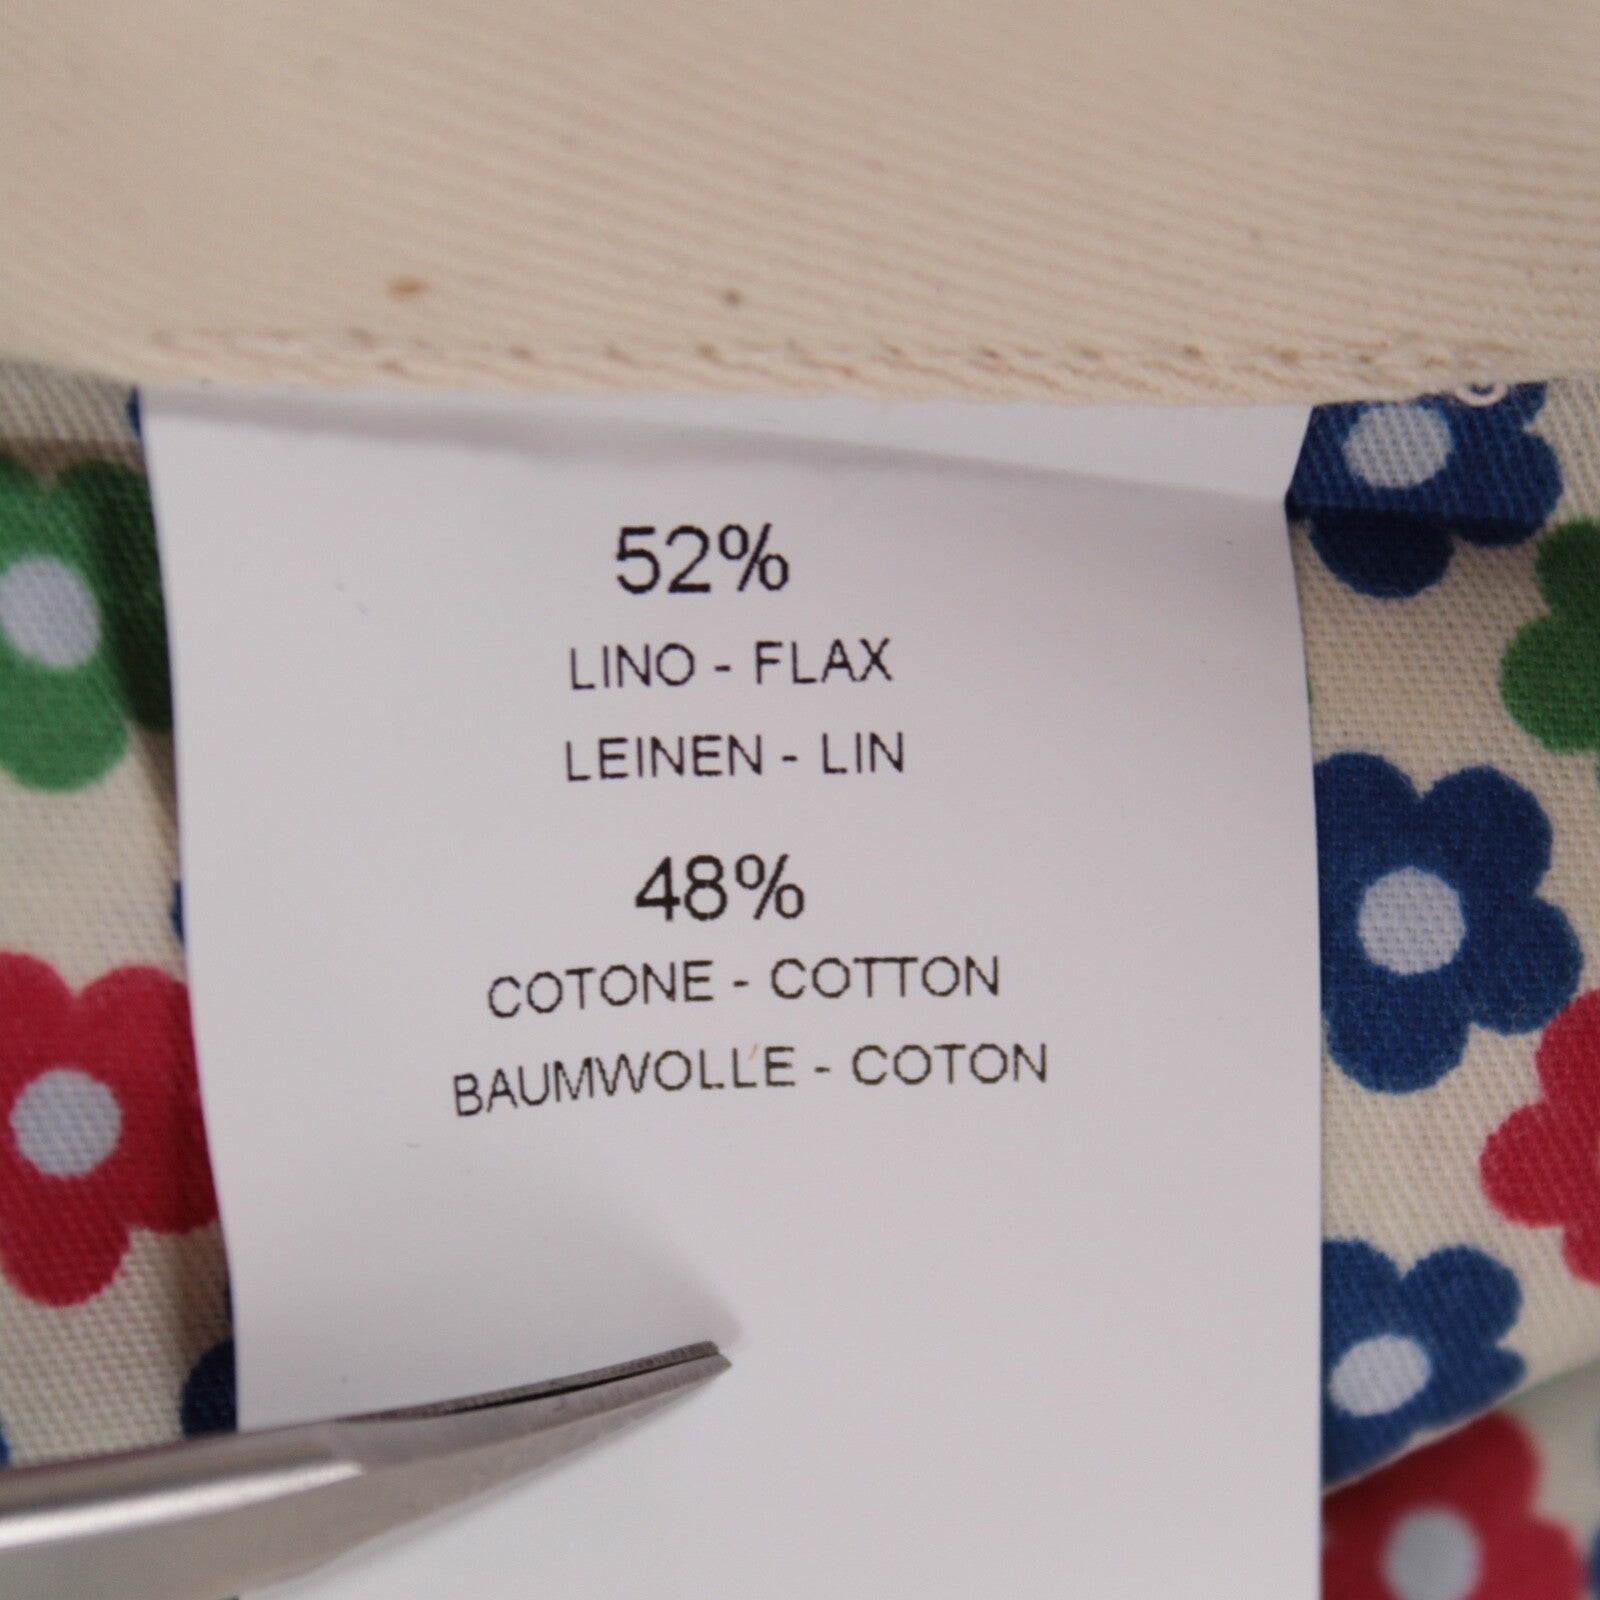 52%
LINO - FLAX
LEINEN - LIN
48%
COTONE - COTTON
BAUMWOLLE - COTON